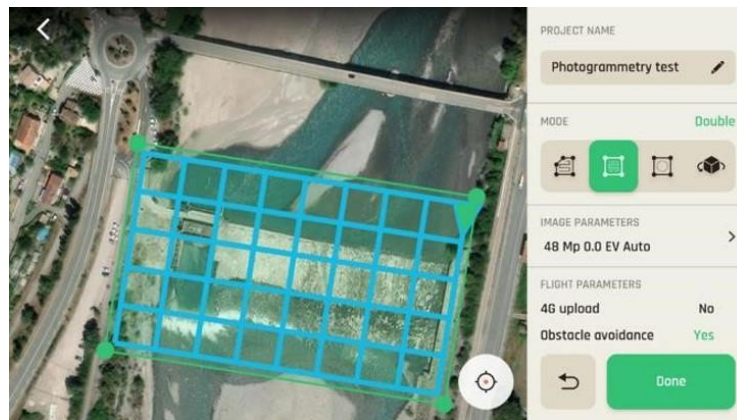 PROJECT NAME
Photogrammetry test
MODE
Double
IMAGE PARAMETERS
48 Mp 0.0 EV Auto
FLIGHT PARAMETERS
4G upload No
Obstacle avoidance Yes
Done